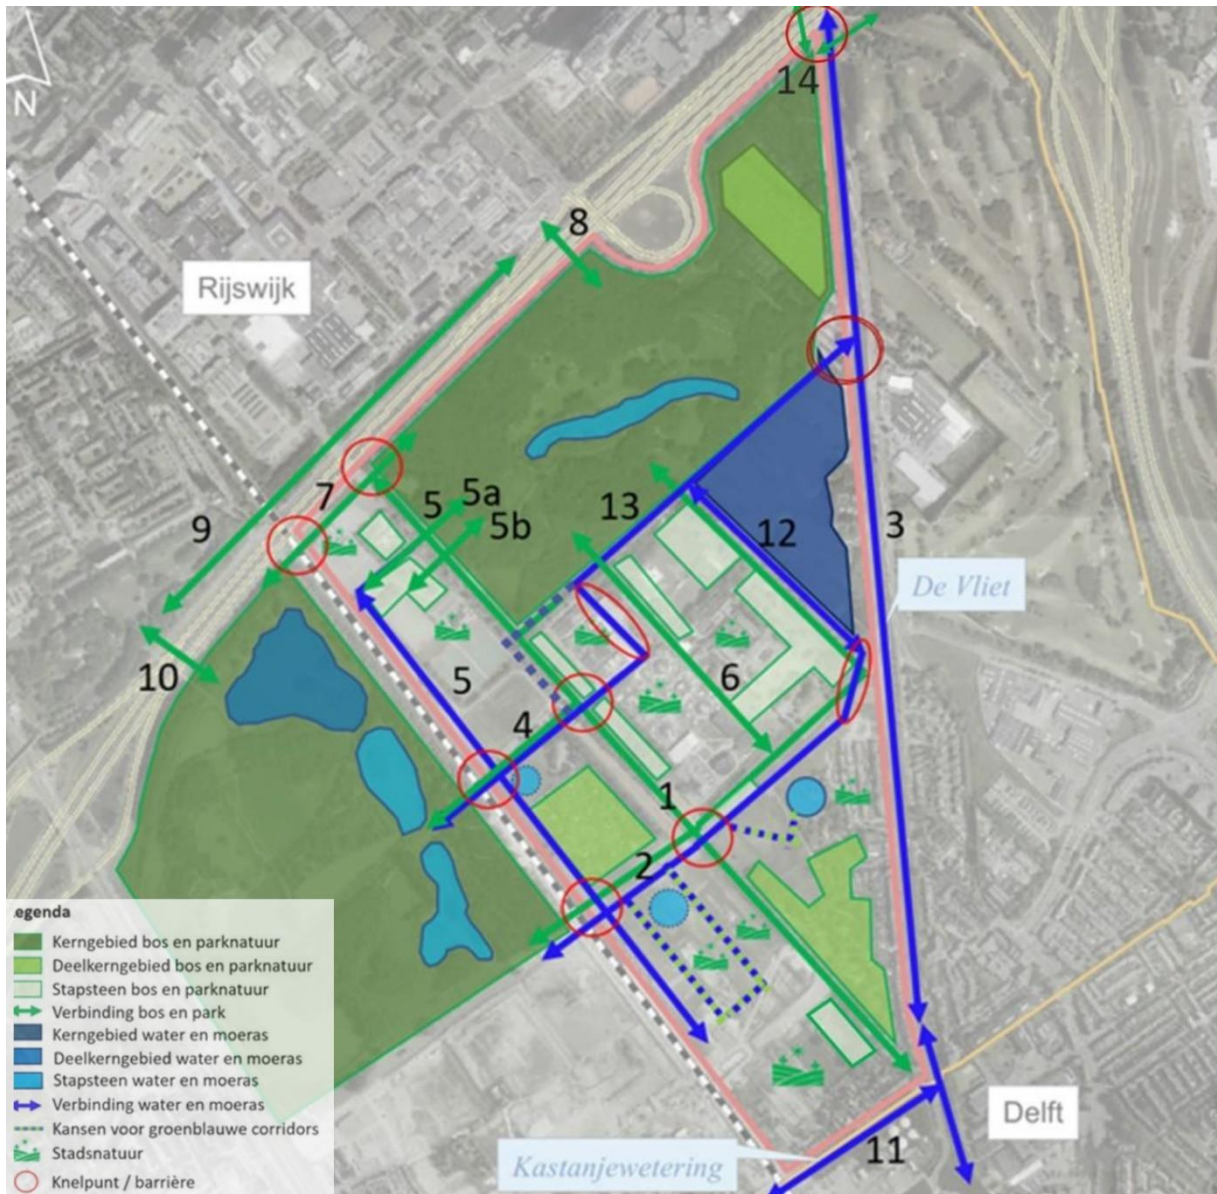 N
14
8
Rijswijk
9
7
5
5a
5b
13
12
3
De Vliet
10
5
4
6
1
2
11
Delft
Kastanjewetering
egenda
Kerngebied bos en parknatuur
Deelkerngebied bos en parknatuur
Stapsteen bos en parknatuur
Verbinding bos en park
Kerngebied water en moeras
Deelkerngebied water en moeras
Stapsteen water en moeras
Verbinding water en moeras
Kansen voor groenblauwe corridors
Stadsnatuur
Knelpunt / barrière